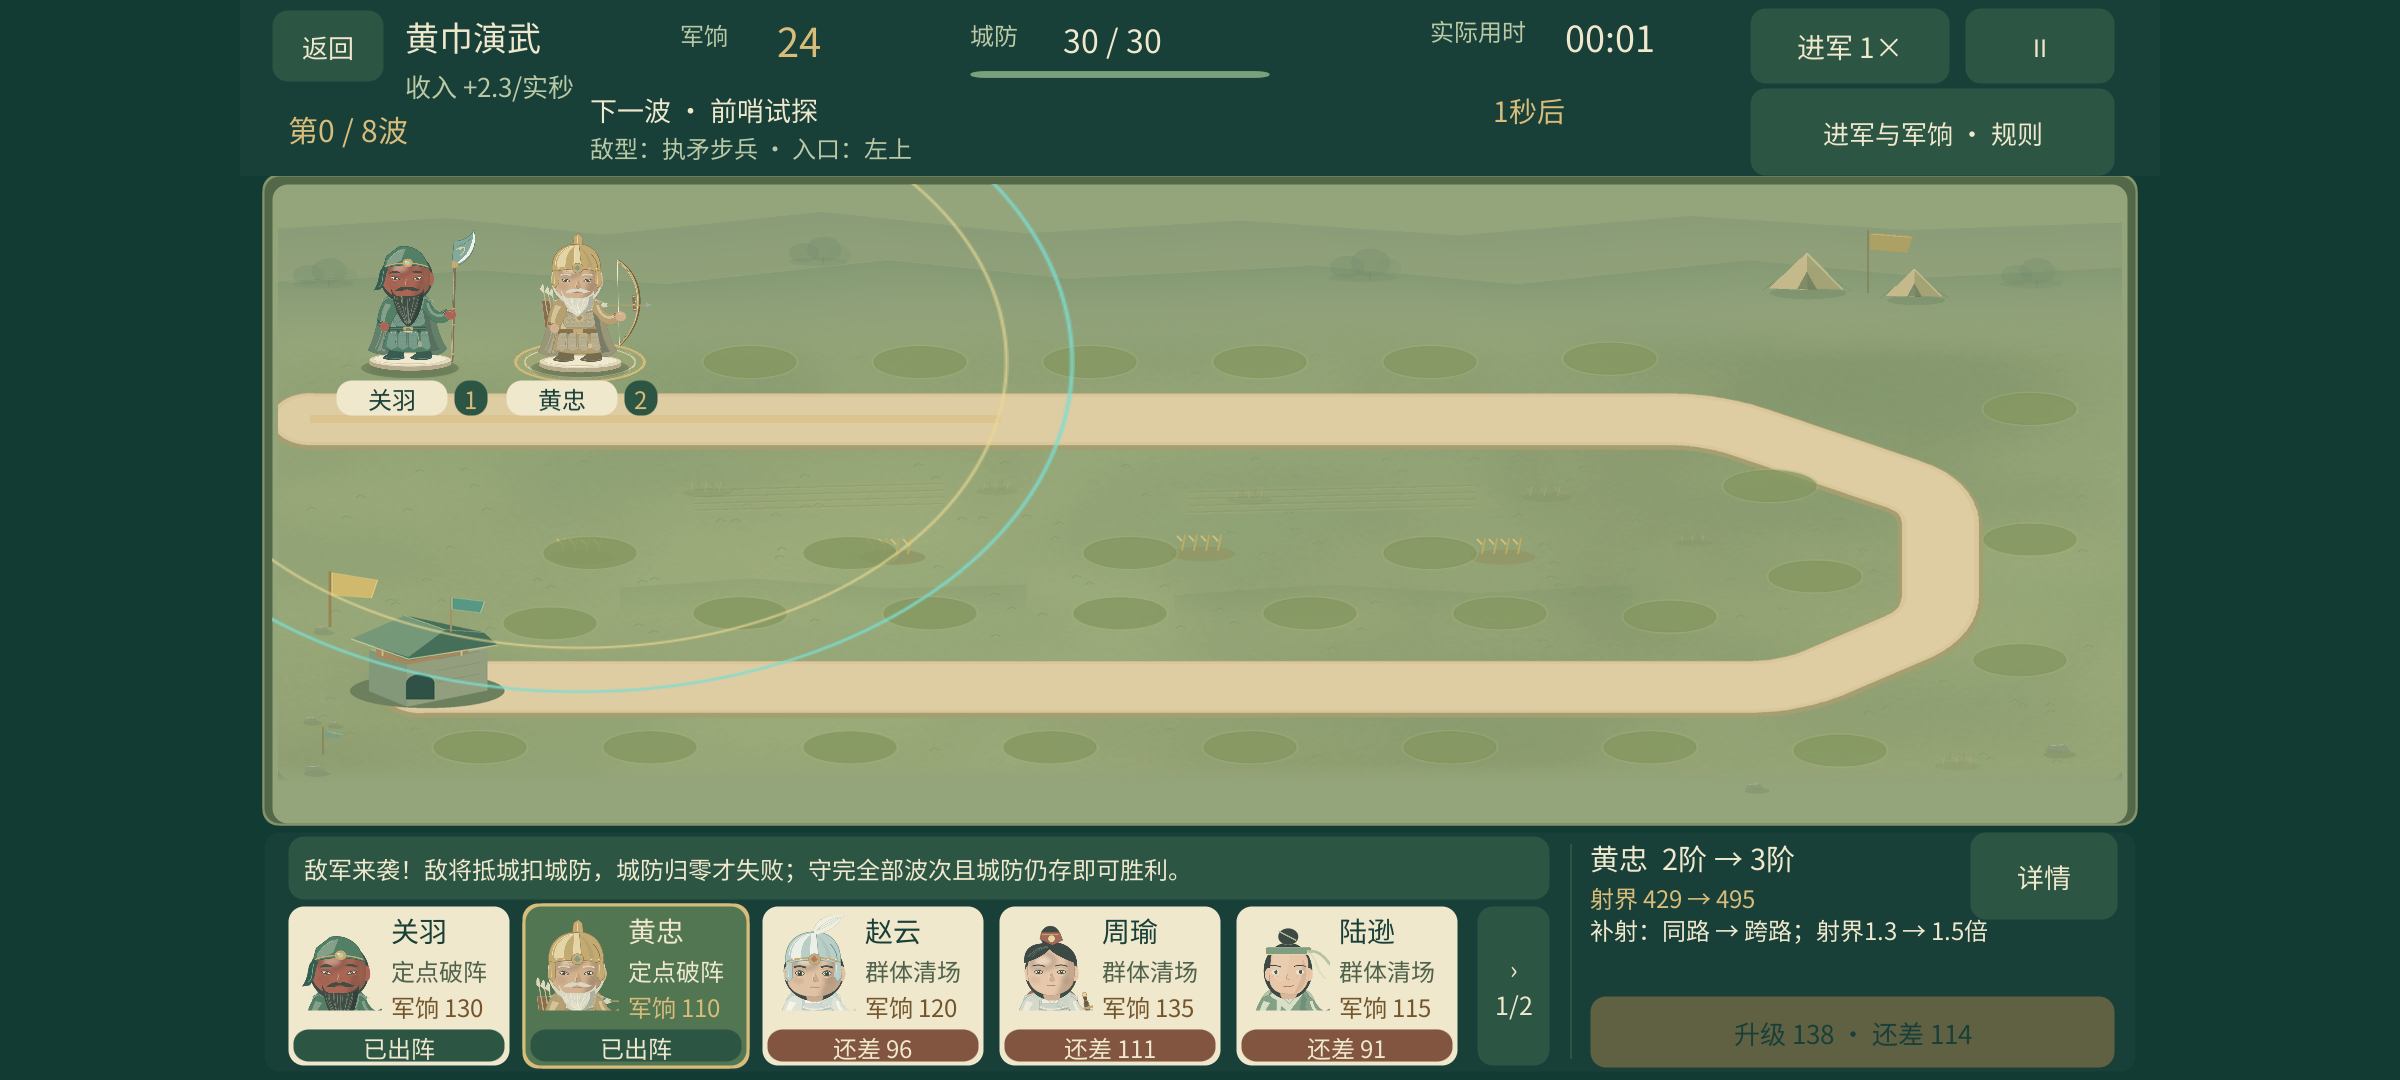 返回
黄巾演武
收入 +2.3/实秒
军饷 24
城防 30 / 30
实际用时 00:01
进军 1×
II
第0 / 8波
下一波 · 前哨试探
敌型：执矛步兵 · 入口：左上
1秒后
进军与军饷 · 规则
关羽 1
黄忠 2
敌军来袭！敌将抵城扣城防，城防归零才失败；守完全部波次且城防仍存即可胜利。
关羽
定点破阵
军饷 130
已出阵
黄忠
定点破阵
军饷 110
已出阵
赵云
群体清场
军饷 120
还差 96
周瑜
群体清场
军饷 135
还差 111
陆逊
群体清场
军饷 115
还差 91
›
1/2
黄忠 2阶 → 3阶
射界 429 → 495
补射：同路 → 跨路；射界1.3 → 1.5倍
详情
升级 138 · 还差 114